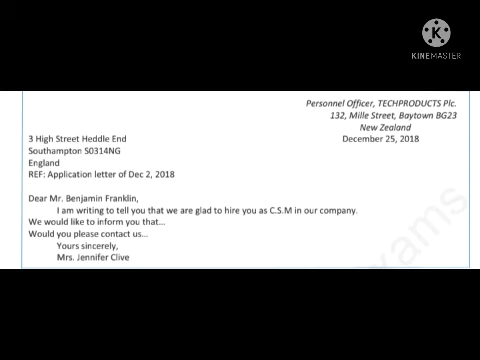 K
KINEMASTER
Personnel Officer, TECHPRODUCTS Plc.
132, Mille Street, Baytown BG23
New Zealand
3 High Street Heddle End
December 25, 2018
Southampton S0314NG
England
REF: Application letter of Dec 2, 2018
Dear Mr. Benjamin Franklin,
I am writing to tell you that we are glad to hire you as C.S.M in our company.
We would like to inform you that...
Would you please contact us...
Yours sincerely,
Mrs. Jennifer Clive
exams